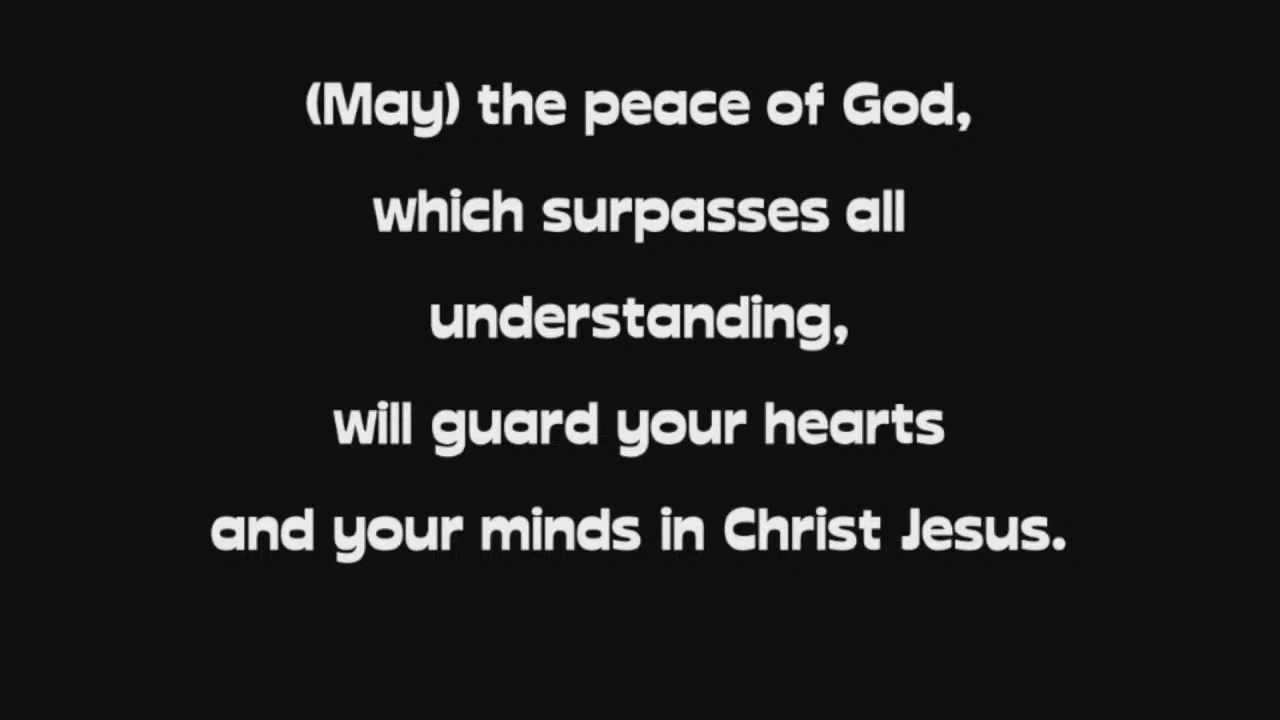 (May) the peace of God,
which surpasses all
understanding,
will guard your hearts
and your minds in Christ Jesus.